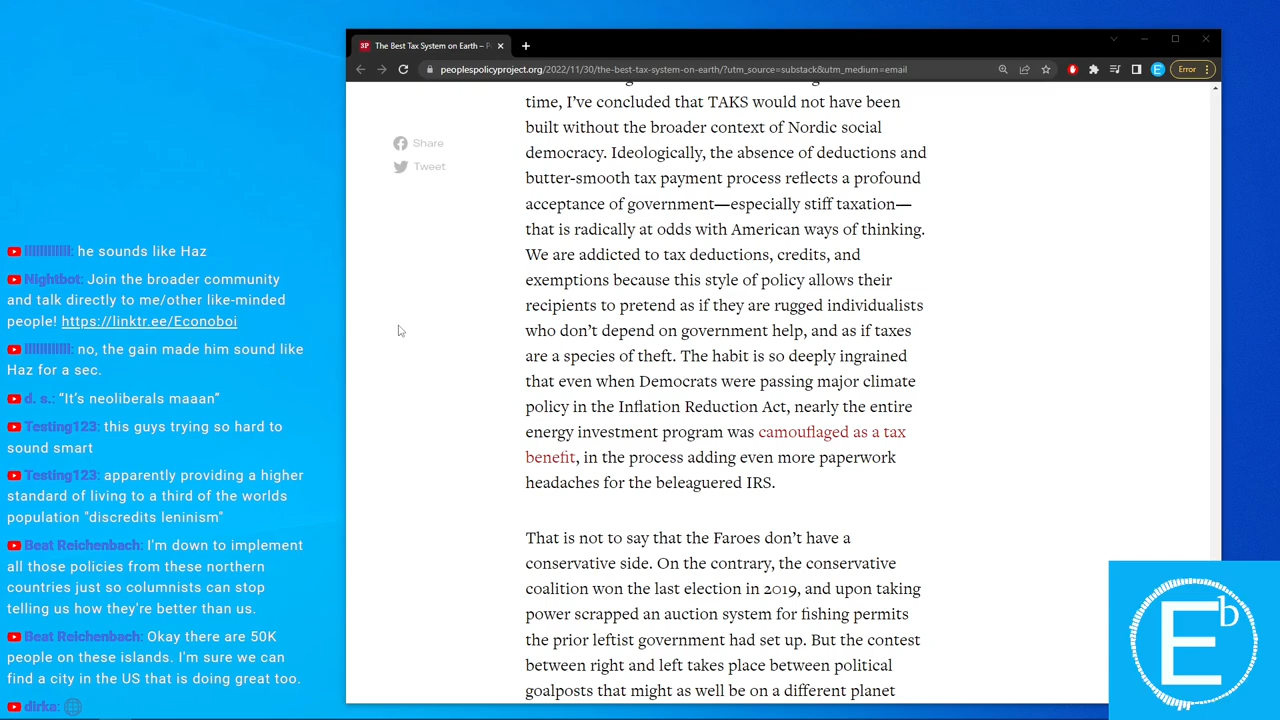 The Best Tax System on Earth – P
peoplespolicyproject.org/2022/11/30/the-best-tax-system-on-earth/?utm_source=substack&utm_medium=email
Error
Share
Tweet
time, I’ve concluded that TAKS would not have been
built without the broader context of Nordic social
democracy. Ideologically, the absence of deductions and
butter-smooth tax payment process reflects a profound
acceptance of government—especially stiff taxation—
that is radically at odds with American ways of thinking.
We are addicted to tax deductions, credits, and
exemptions because this style of policy allows their
recipients to pretend as if they are rugged individualists
who don’t depend on government help, and as if taxes
are a species of theft. The habit is so deeply ingrained
that even when Democrats were passing major climate
policy in the Inflation Reduction Act, nearly the entire
energy investment program was camouflaged as a tax
benefit, in the process adding even more paperwork
headaches for the beleaguered IRS.
That is not to say that the Faroes don’t have a
conservative side. On the contrary, the conservative
coalition won the last election in 2019, and upon taking
power scrapped an auction system for fishing permits
the prior leftist government had set up. But the contest
between right and left takes place between political
goalposts that might as well be on a different planet
he sounds like Haz
Nightbot: Join the broader community
and talk directly to me/other like-minded
people! https://linktr.ee/Econoboi
no, the gain made him sound like
Haz for a sec.
d. s.: “It’s neoliberals maaan”
Testing123: this guys trying so hard to
sound smart
Testing123: apparently providing a higher
standard of living to a third of the worlds
population "discredits leninism"
Beat Reichenbach: I'm down to implement
all those policies from these northern
countries just so columnists can stop
telling us how they're better than us.
Beat Reichenbach: Okay there are 50K
people on these islands. I'm sure we can
find a city in the US that is doing great too.
dirka:
Eb